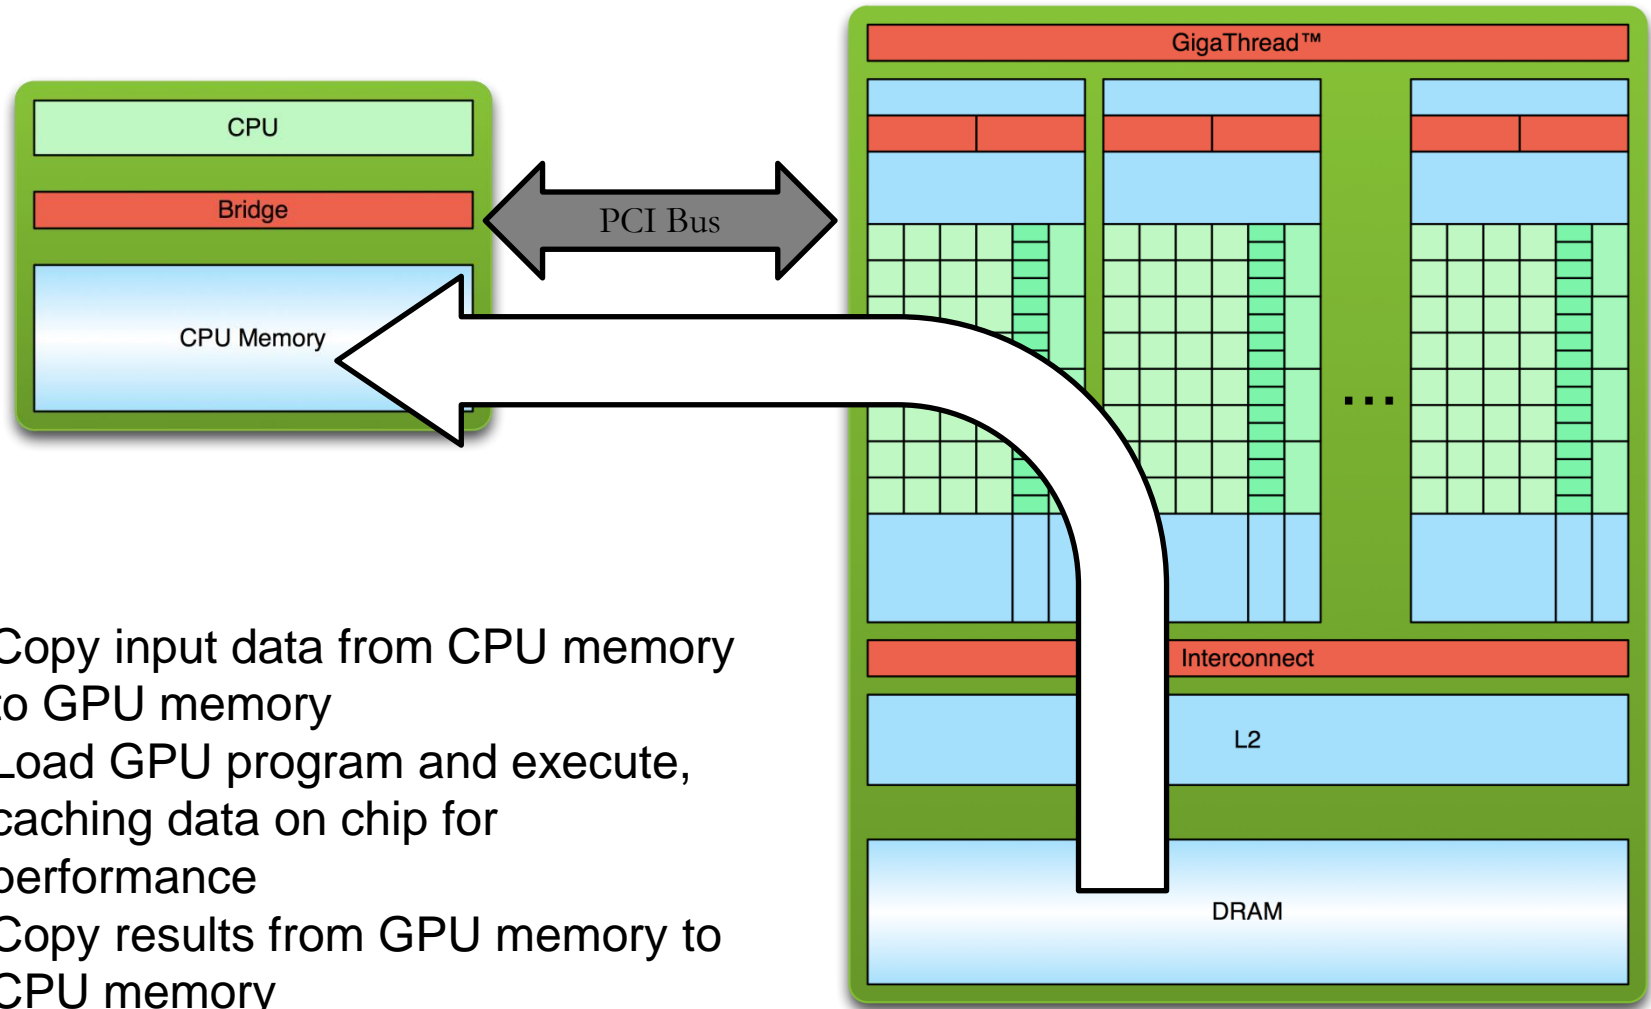 GigaThread™
CPU
Bridge
PCI Bus
CPU Memory
...
Copy input data from CPU memory
to GPU memory
Load GPU program and execute,
caching data on chip for
performance
Copy results from GPU memory to
CPU memory
Interconnect
L2
DRAM